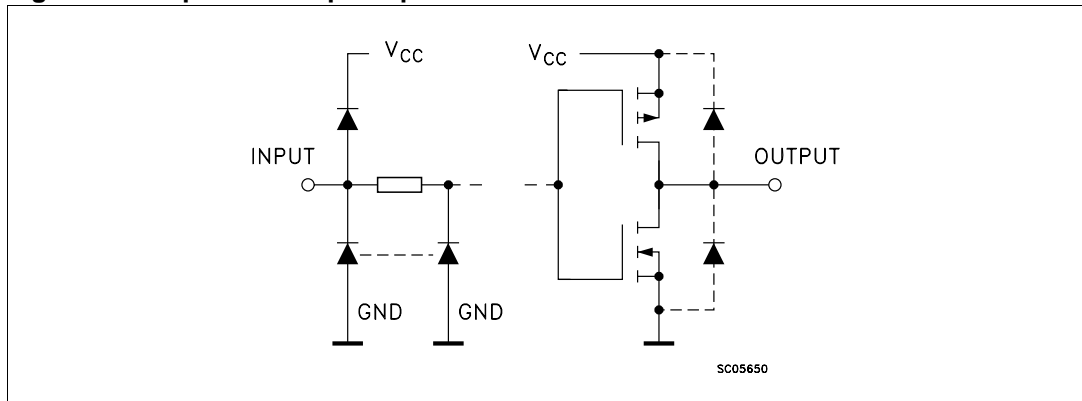 V_CC
V_CC
INPUT
OUTPUT
GND
GND
SC05650